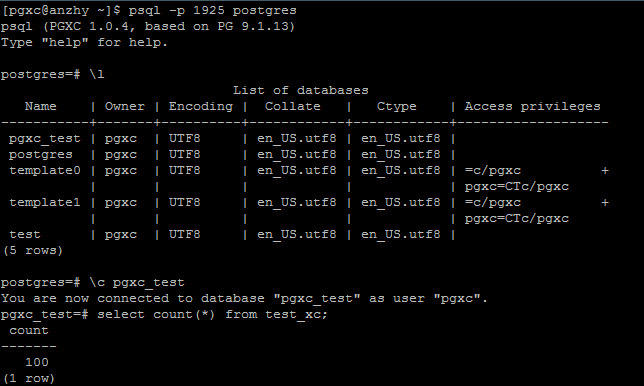 [pgxc@anzhy ~]$ psql -p 1925 postgres
psql (PGXC 1.0.4, based on PG 9.1.13)
Type "help" for help.

postgres=# \l
                             List of databases
   Name    | Owner | Encoding |  Collate   |   Ctype    | Access privileges
-----------+-------+----------+------------+------------+-------------------
 pgxc_test | pgxc  | UTF8     | en_US.utf8 | en_US.utf8 |
 postgres  | pgxc  | UTF8     | en_US.utf8 | en_US.utf8 |
 template0 | pgxc  | UTF8     | en_US.utf8 | en_US.utf8 | =c/pgxc          +
           |       |          |            |            | pgxc=CTc/pgxc
 template1 | pgxc  | UTF8     | en_US.utf8 | en_US.utf8 | =c/pgxc          +
           |       |          |            |            | pgxc=CTc/pgxc
 test      | pgxc  | UTF8     | en_US.utf8 | en_US.utf8 |
(5 rows)

postgres=# \c pgxc_test
You are now connected to database "pgxc_test" as user "pgxc".
pgxc_test=# select count(*) from test_xc;
 count
-------
   100
(1 row)